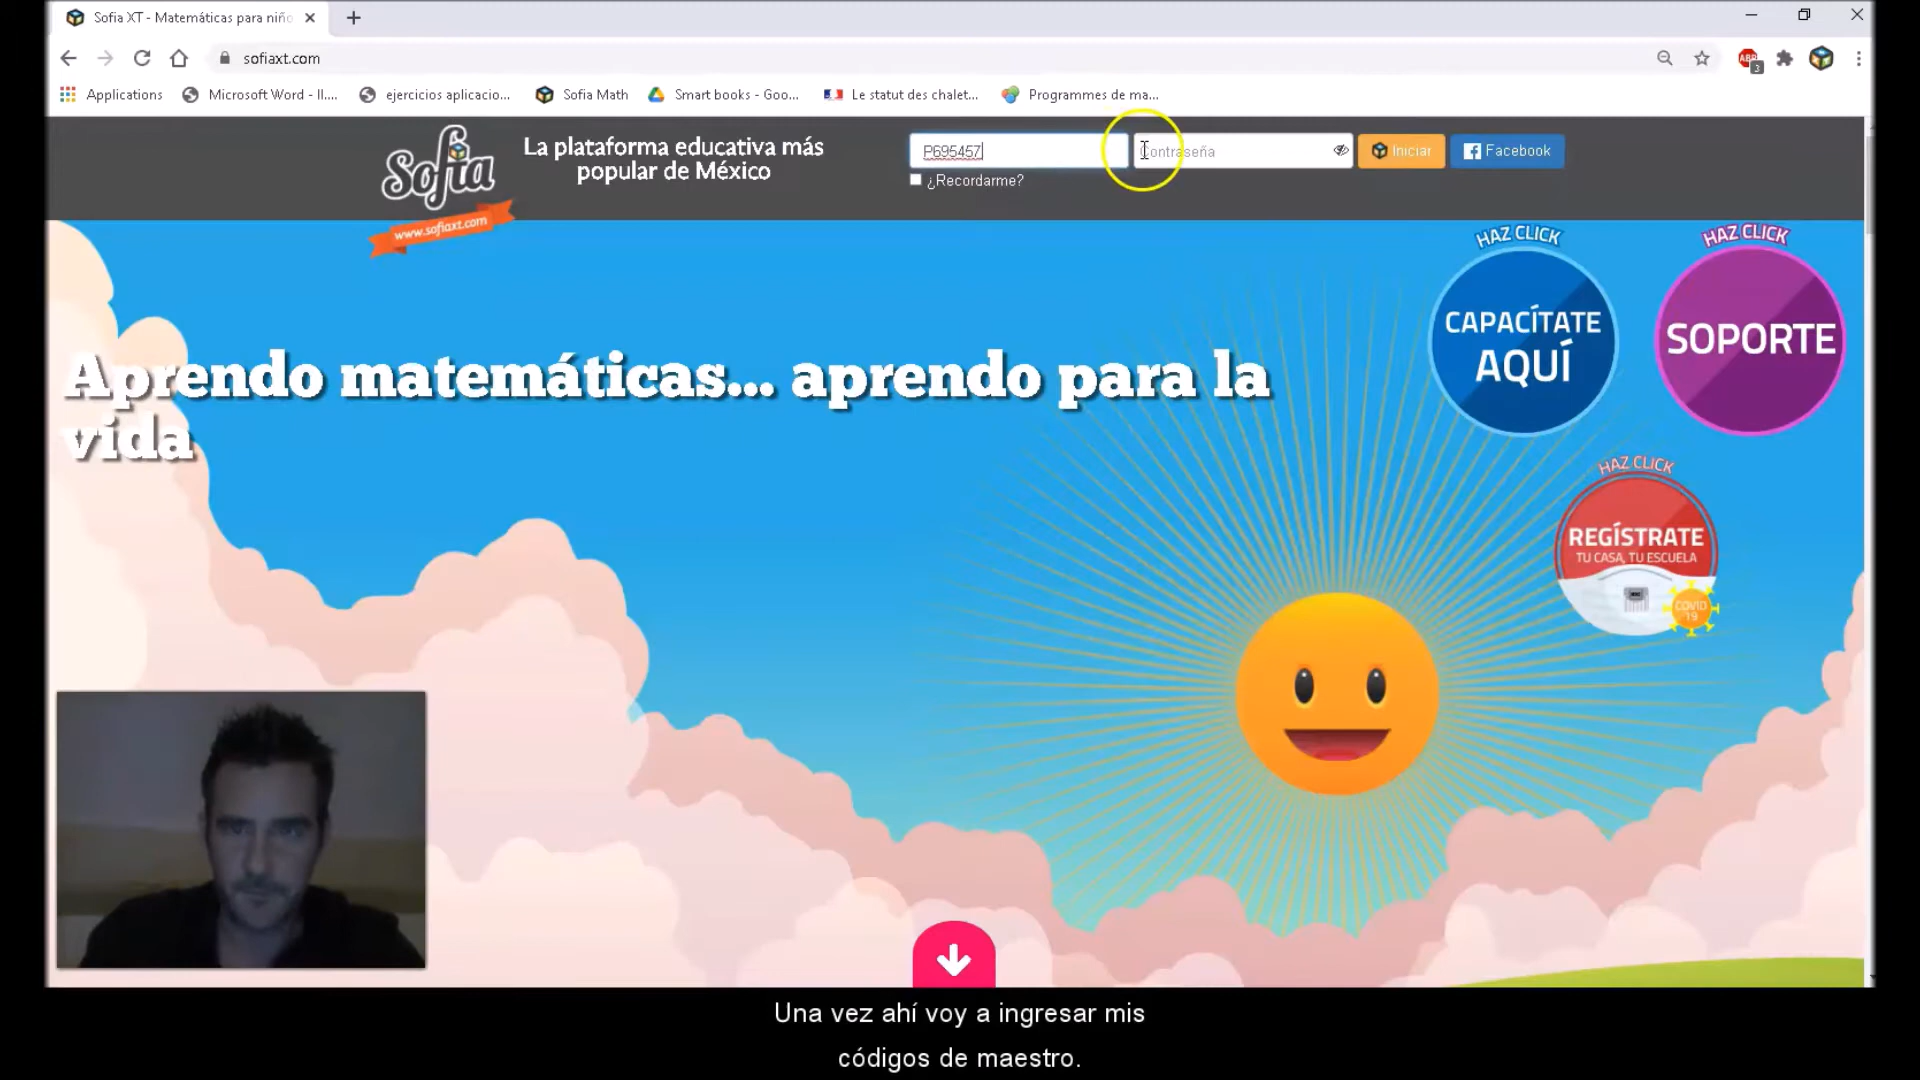 Sofia XT - Matemáticas para niño
sofiaxt.com
3
Applications
Microsoft Word - II....
ejercicios aplicacio...
Sofia Math
Smart books - Goo...
Le statut des chalet...
Programmes de ma...
Sofia
www.sofiaxt.com
La plataforma educativa más
popular de México
P695457
Contraseña
Iniciar
Facebook
¿Recordarme?
HAZ CLICK
CAPACÍTATE
AQUÍ
HAZ CLICK
SOPORTE
Aprendo matemáticas... aprendo para la
vida
HAZ CLICK
REGÍSTRATE
TU CASA, TU ESCUELA
COVID
19
Una vez ahí voy a ingresar mis
códigos de maestro.